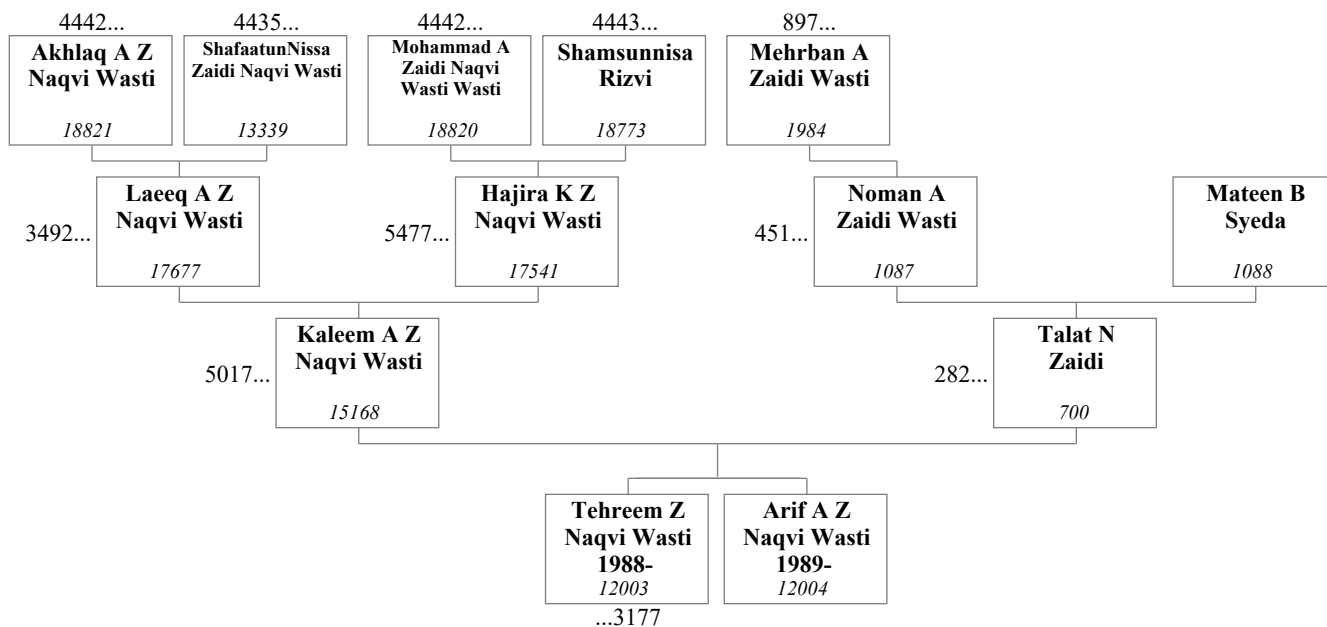 4442...
4435...
4442...
4443...
897...
Akhlaq A Z
Naqvi Wasti
18821
ShafaatunNissa
Zaidi Naqvi Wasti
13339
Mohammad A
Zaidi Naqvi
Wasti Wasti
18820
Shamsunnisa
Rizvi
18773
Mehrban A
Zaidi Wasti
1984
3492...
Laeeq A Z
Naqvi Wasti
17677
5477...
Hajira K Z
Naqvi Wasti
17541
451...
Noman A
Zaidi Wasti
1087
Mateen B
Syeda
1088
5017...
Kaleem A Z
Naqvi Wasti
15168
282...
Talat N
Zaidi
700
Tehreem Z
Naqvi Wasti
1988-
12003
Arif A Z
Naqvi Wasti
1989-
12004
...3177